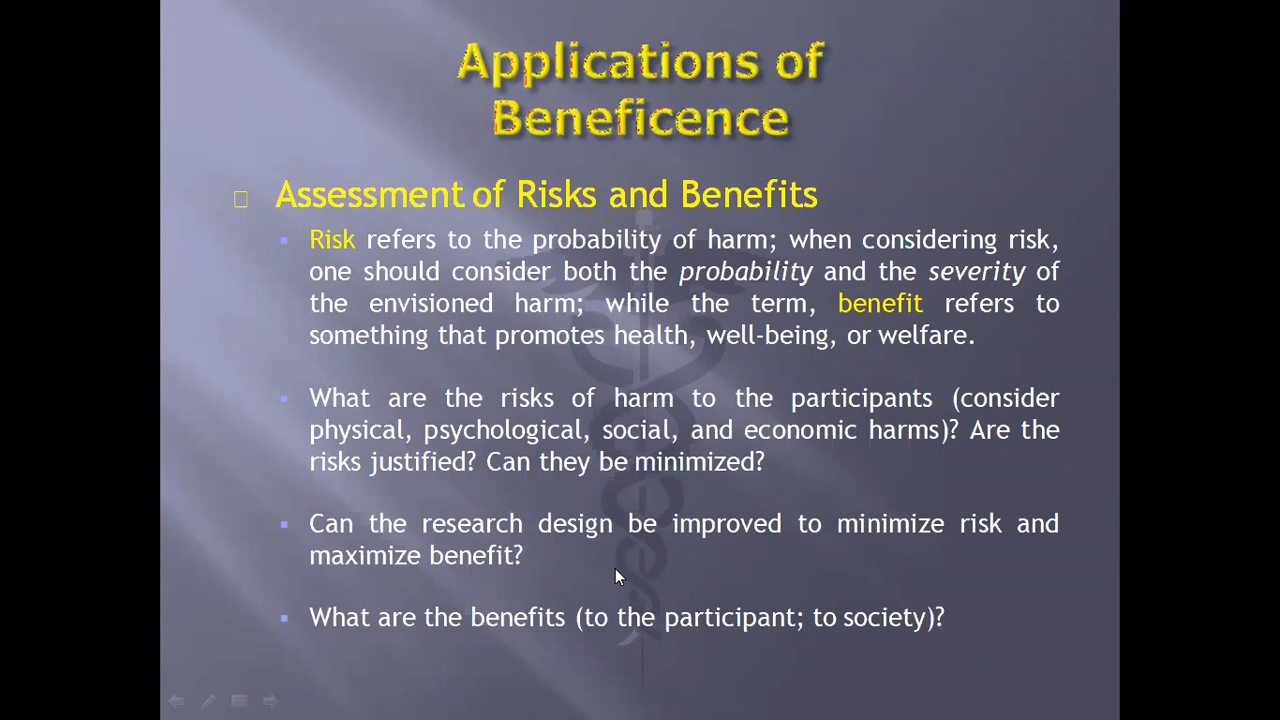 Applications of
Beneficence
Assessment of Risks and Benefits
Risk refers to the probability of harm; when considering risk,
one should consider both the probability and the severity of
the envisioned harm; while the term, benefit refers to
something that promotes health, well-being, or welfare.
What are the risks of harm to the participants (consider
physical, psychological, social, and economic harms)? Are the
risks justified? Can they be minimized?
Can the research design be improved to minimize risk and
maximize benefit?
What are the benefits (to the participant; to society)?